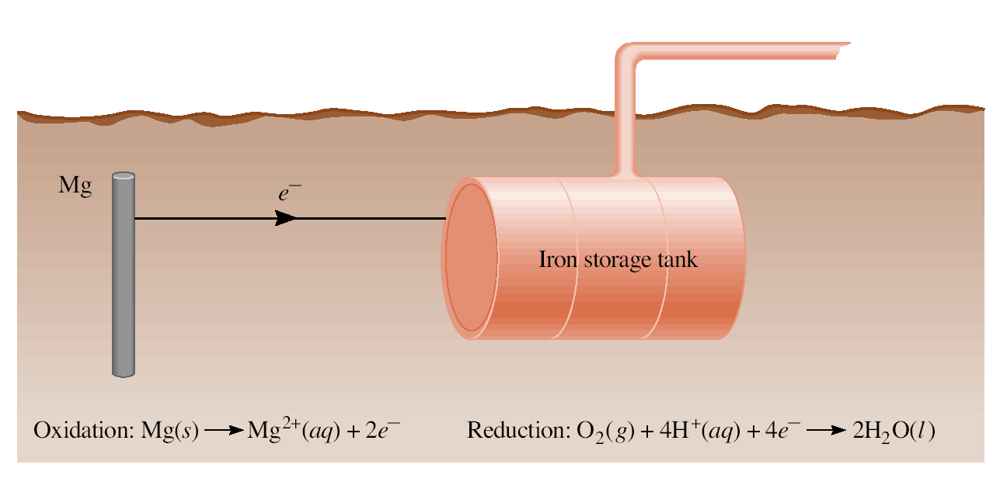 Mg
e⁻
Iron storage tank
Oxidation: Mg(s) ⟶ Mg²⁺(aq) + 2e⁻
Reduction: O₂(g) + 4H⁺(aq) + 4e⁻ ⟶ 2H₂O(l)